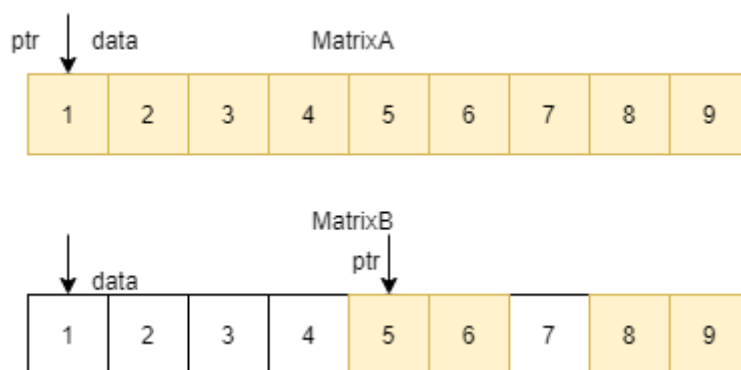 ptr data MatrixA
1 2 3 4 5 6 7 8 9
MatrixB
ptr
data
1 2 3 4 5 6 7 8 9